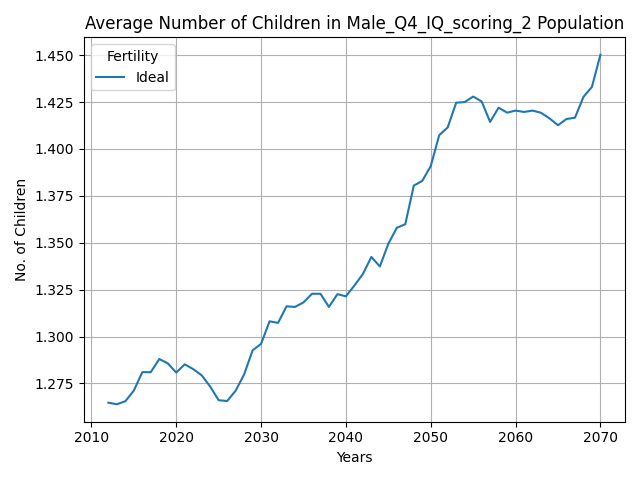 Average Number of Children in Male_Q4_IQ_scoring_2 Population
Fertility
Ideal
No. of Children
1.450
1.425
1.400
1.375
1.350
1.325
1.300
1.275
2010 2020 2030 2040 2050 2060 2070
Years